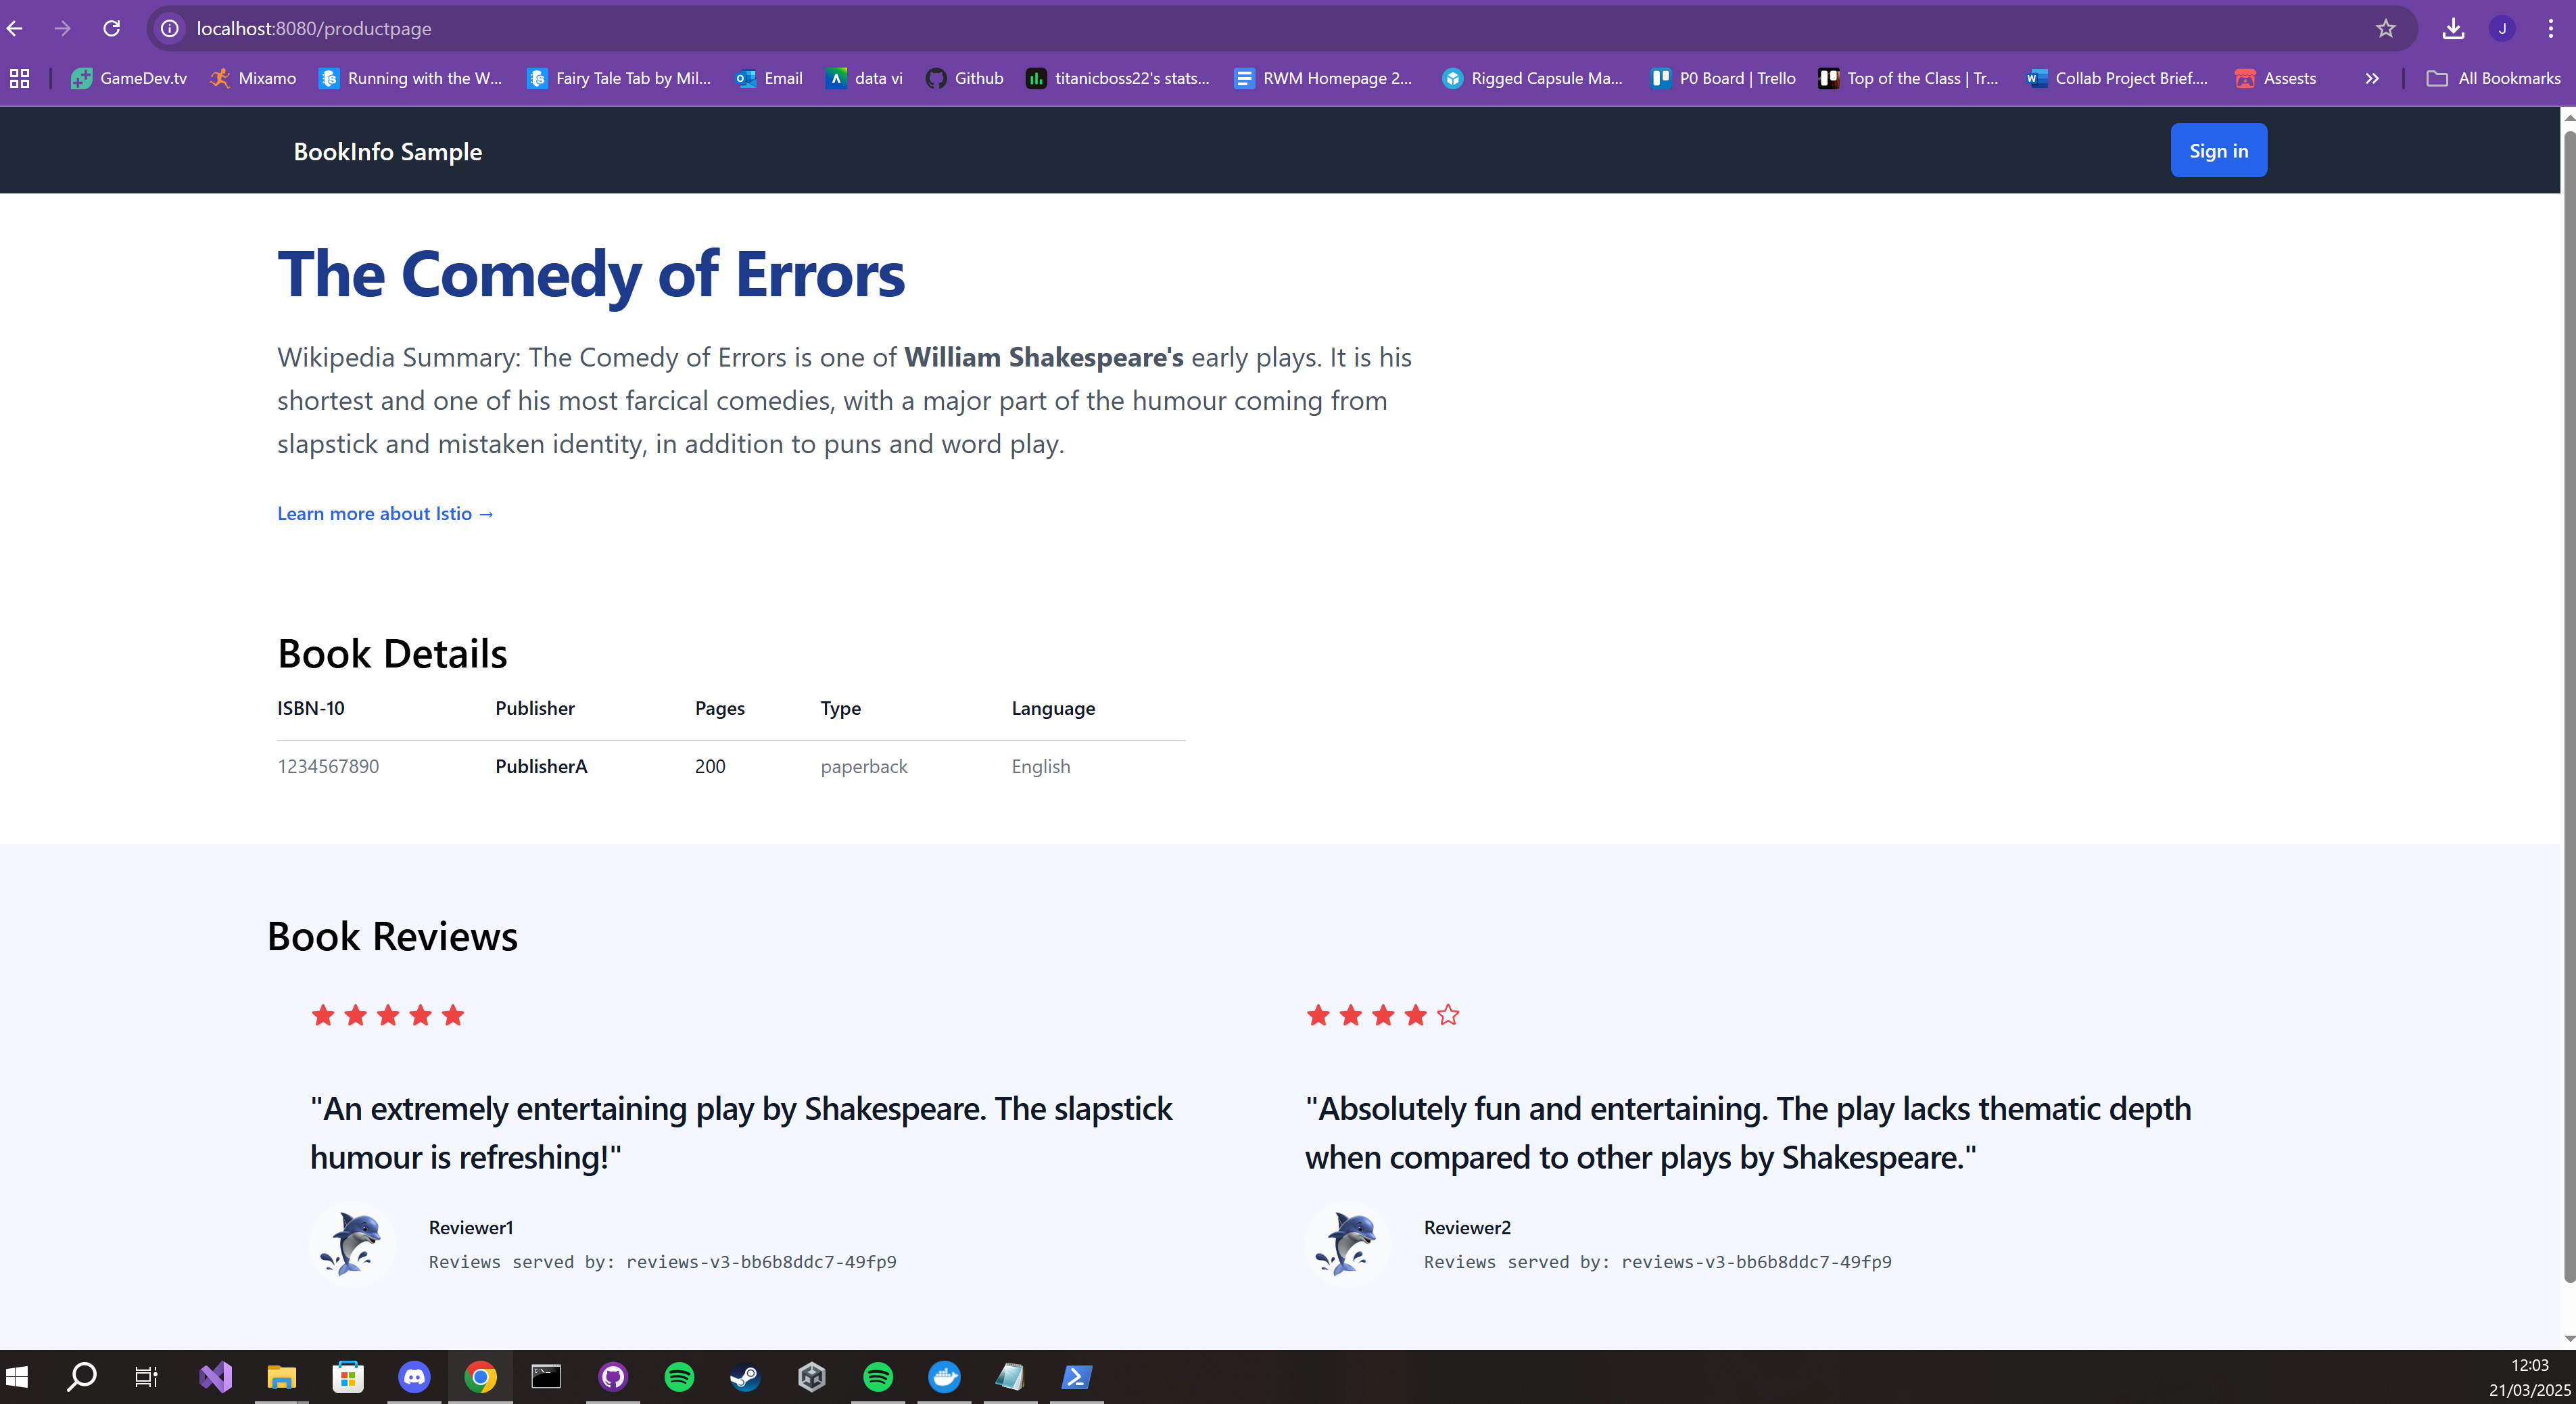 localhost:8080/productpage
J
GameDev.tv
Mixamo
Running with the W...
Fairy Tale Tab by Mil...
Email
data vi
Github
titanicboss22's stats...
RWM Homepage 2...
Rigged Capsule Ma...
P0 Board | Trello
Top of the Class | Tr...
Collab Project Brief....
Assests
All Bookmarks
BookInfo Sample
Sign in
The Comedy of Errors
Wikipedia Summary: The Comedy of Errors is one of William Shakespeare's early plays. It is his
shortest and one of his most farcical comedies, with a major part of the humour coming from
slapstick and mistaken identity, in addition to puns and word play.
Learn more about Istio →
Book Details
ISBN-10 Publisher Pages Type Language
1234567890 PublisherA 200 paperback English
Book Reviews
"An extremely entertaining play by Shakespeare. The slapstick
humour is refreshing!"
Reviewer1
Reviews served by: reviews-v3-bb6b8ddc7-49fp9
"Absolutely fun and entertaining. The play lacks thematic depth
when compared to other plays by Shakespeare."
Reviewer2
Reviews served by: reviews-v3-bb6b8ddc7-49fp9
12:03
21/03/2025